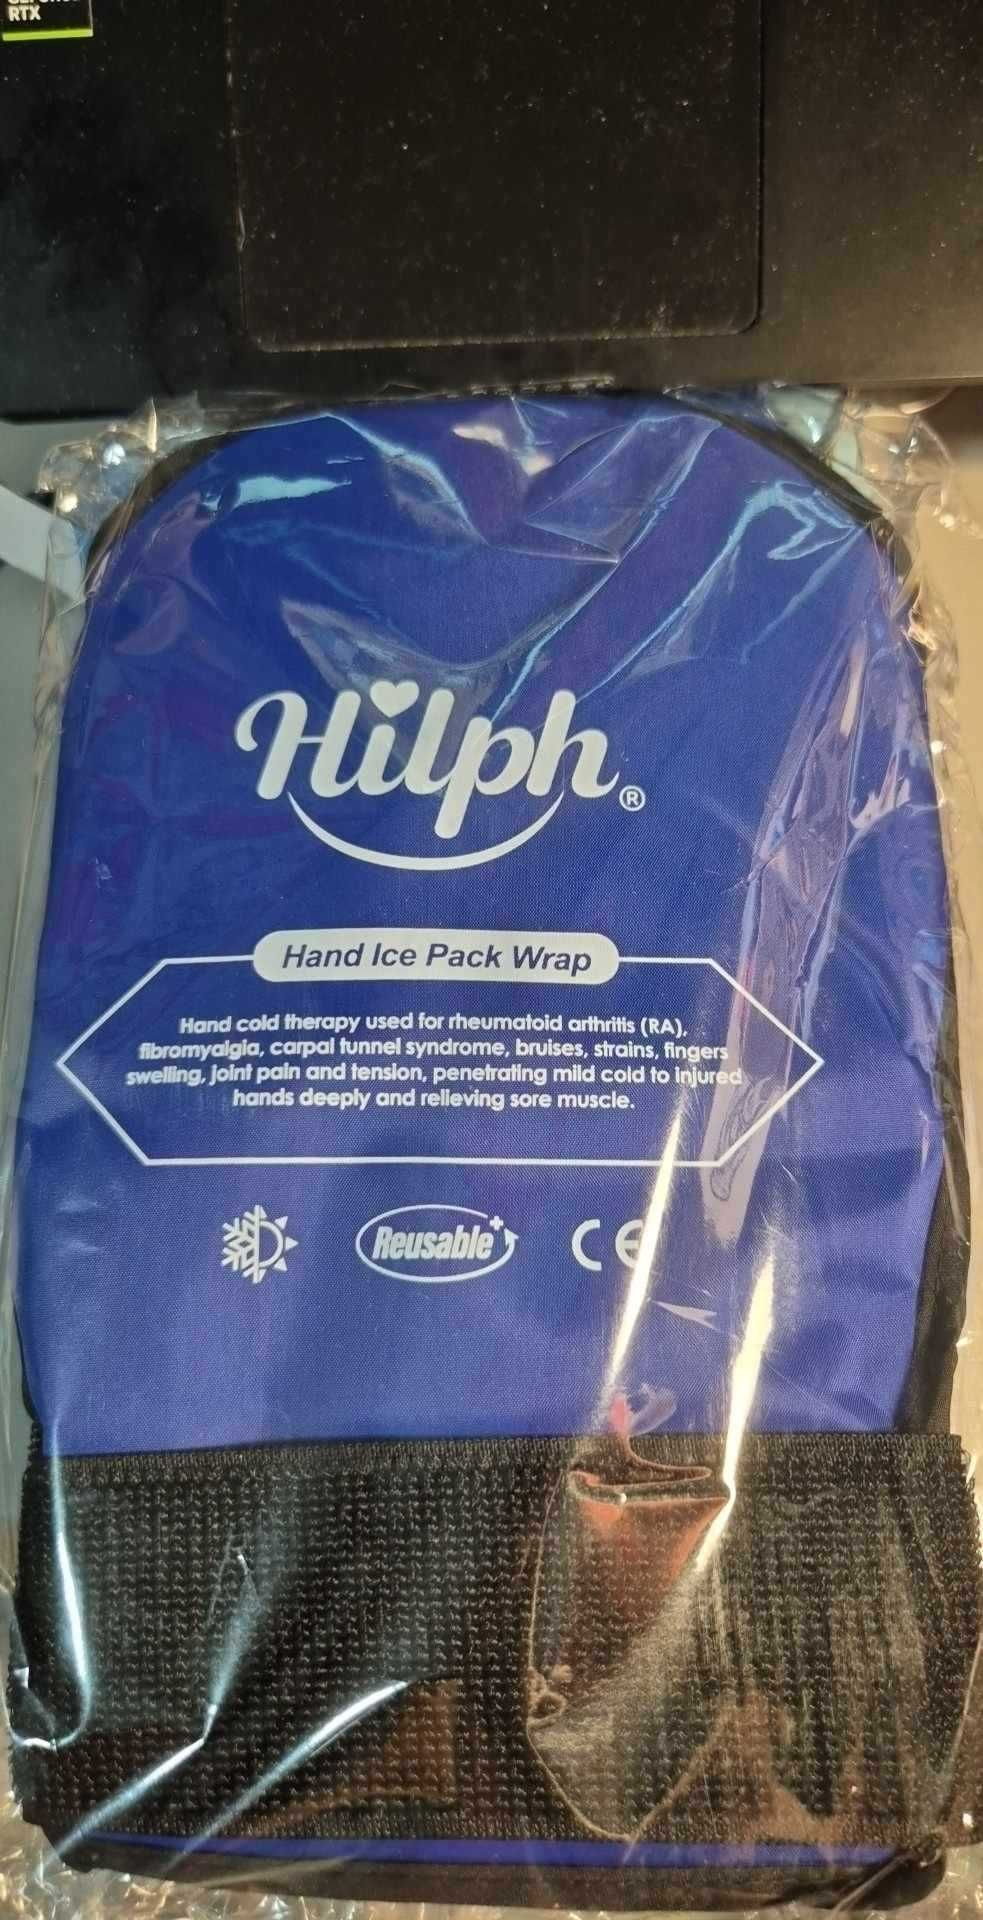 RTX
Hilph®
Hand Ice Pack Wrap
Hand cold therapy used for rheumatoid arthritis (RA),
fibromyalgia, carpal tunnel syndrome, bruises, strains, fingers
swelling, joint pain and tension, penetrating mild cold to injured
hands deeply and relieving sore muscle.
Reusable CE